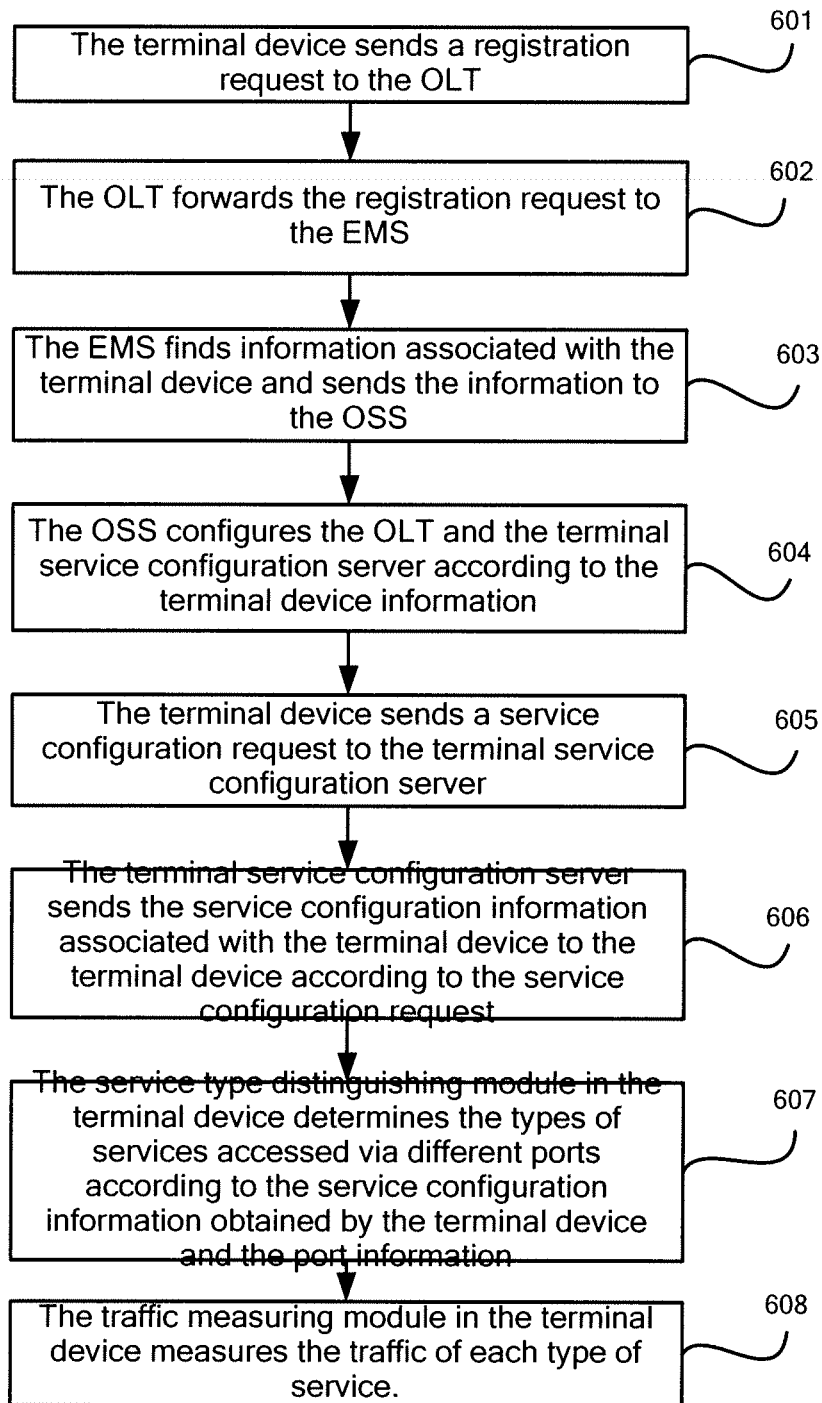 601
The terminal device sends a registration
request to the OLT
602
The OLT forwards the registration request to
the EMS
603
The EMS finds information associated with the
terminal device and sends the information to
the OSS
604
The OSS configures the OLT and the terminal
service configuration server according to the
terminal device information
605
The terminal device sends a service
configuration request to the terminal service
configuration server
606
The terminal service configuration server
sends the service configuration information
associated with the terminal device to the
terminal device according to the service
configuration request
607
The service type distinguishing module in the
terminal device determines the types of
services accessed via different ports
according to the service configuration
information obtained by the terminal device
and the port information
608
The traffic measuring module in the terminal
device measures the traffic of each type of
service.